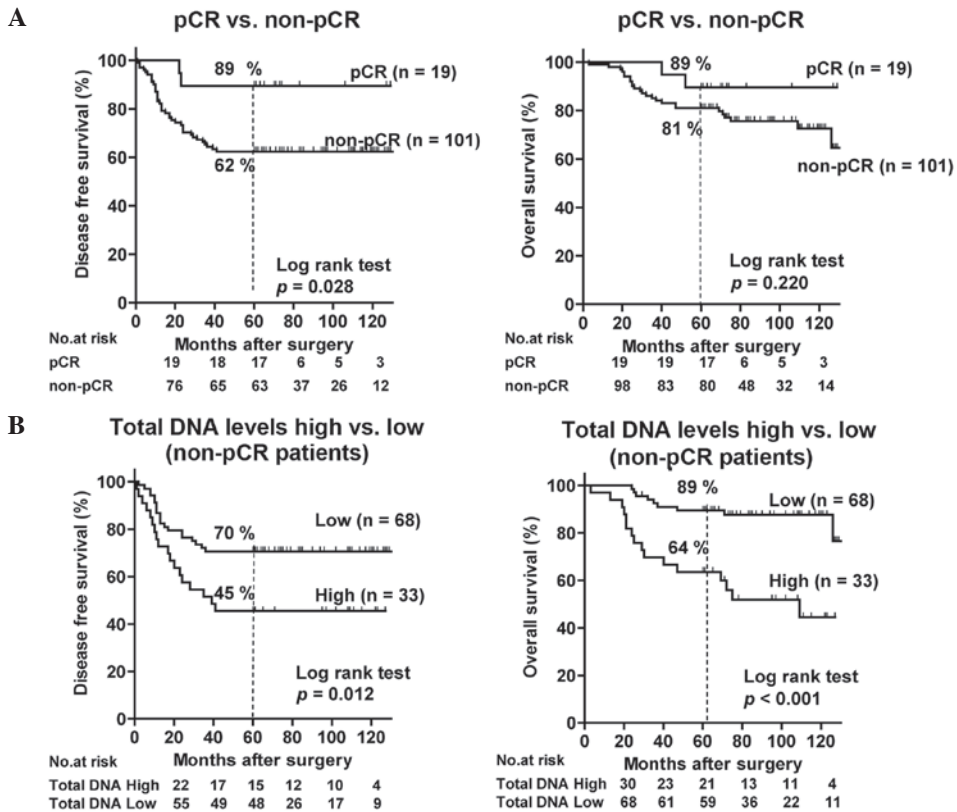 A
pCR vs. non-pCR
Disease free survival (%)
100
80
60
40
20
0
89 %
pCR (n = 19)
non-pCR (n = 101)
62 %
Log rank test
p = 0.028
0 20 40 60 80 100 120
No.at risk
Months after surgery
pCR 19 18 17 6 5 3
non-pCR 76 65 63 37 26 12
pCR vs. non-pCR
Overall survival (%)
100
80
60
40
20
0
89 %
pCR (n = 19)
81 %
non-pCR (n = 101)
Log rank test
p = 0.220
0 20 40 60 80 100 120
No.at risk
Months after surgery
pCR 19 19 17 6 5 3
non-pCR 98 83 80 48 32 14
B
Total DNA levels high vs. low
(non-pCR patients)
Disease free survival (%)
100
80
60
40
20
0
70 %
Low (n = 68)
45 %
High (n = 33)
Log rank test
p = 0.012
0 20 40 60 80 100 120
Months after surgery
No.at risk
Total DNA High 22 17 15 12 10 4
Total DNA Low 55 49 48 26 17 9
Total DNA levels high vs. low
(non-pCR patients)
Overall survival (%)
100
80
60
40
20
0
89 %
Low (n = 68)
64 %
High (n = 33)
Log rank test
p < 0.001
0 20 40 60 80 100 120
Months after surgery
No.at risk
Total DNA High 30 23 21 13 11 4
Total DNA Low 68 61 59 36 22 11